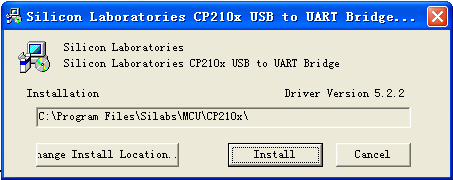 Silicon Laboratories CP210x USB to UART Bridge...
Silicon Laboratories
Silicon Laboratories CP210x USB to UART Bridge
Installation Driver Version 5.2.2
C:\Program Files\Silabs\MCU\CP210x\
hange Install Location.. Install Cancel